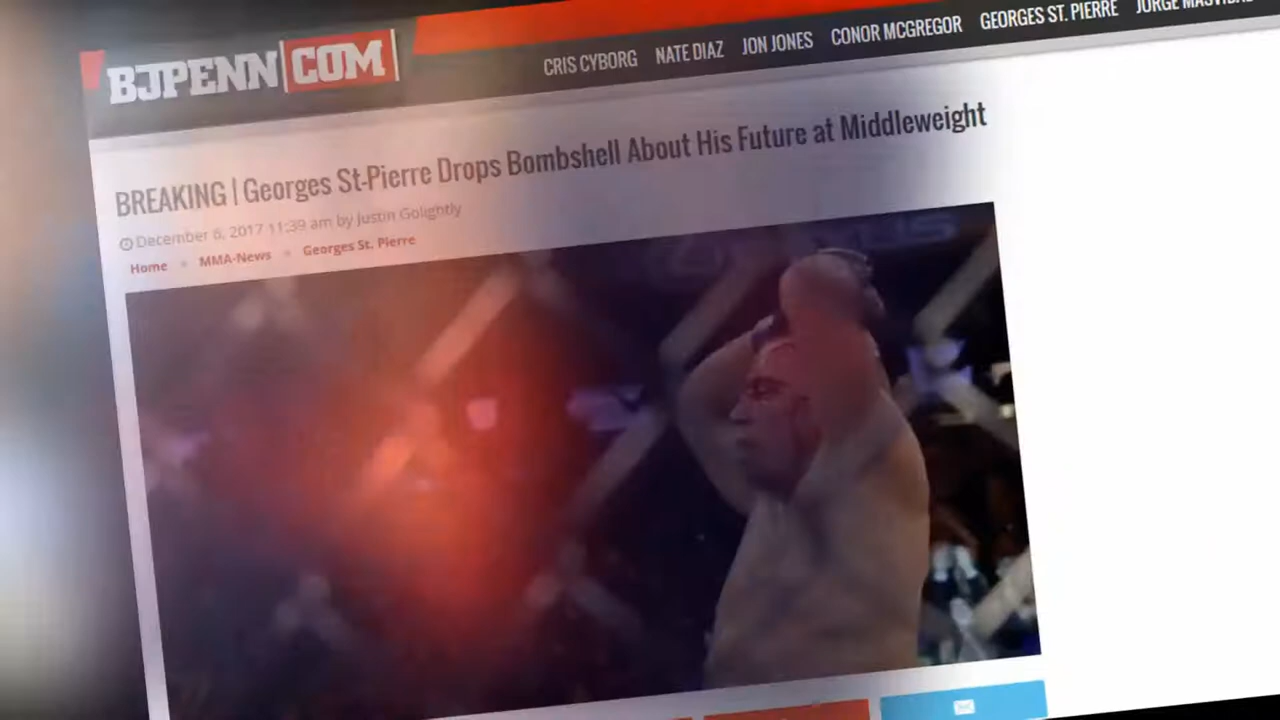 BJPENN.COM
CRIS CYBORG NATE DIAZ JON JONES CONOR MCGREGOR GEORGES ST. PIERRE JORGE MASVIDAL
BREAKING | Georges St-Pierre Drops Bombshell About His Future at Middleweight
December 6, 2017 11:39 am by Justin Golightly
Home MMA-News Georges St. Pierre